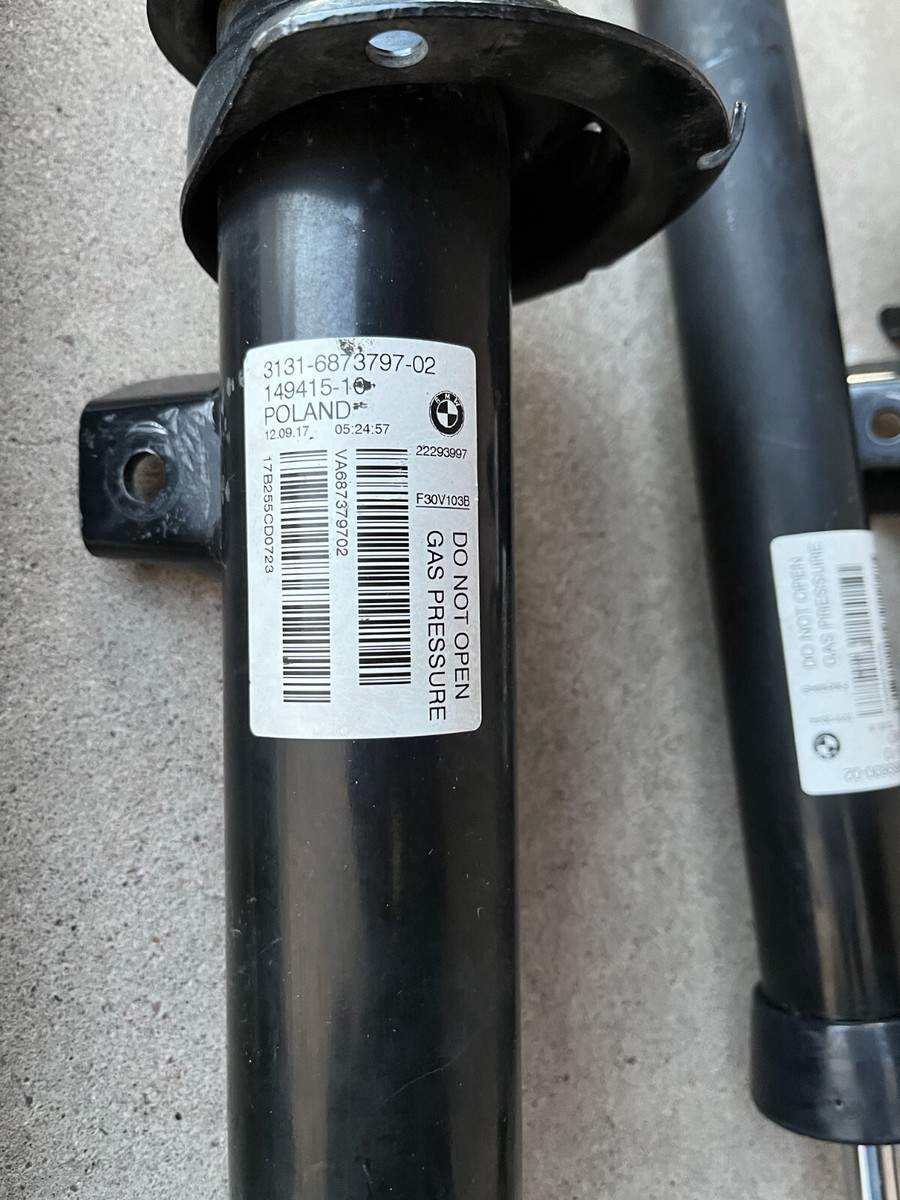 3131-6873797-02
149415-10
POLAND
12.09.17 05:24:57
BMW
22293997
F30V103B
17B255CD0723
VA687379702
DO NOT OPEN
GAS PRESSURE
DO NOT OPEN
GAS PRESSURE